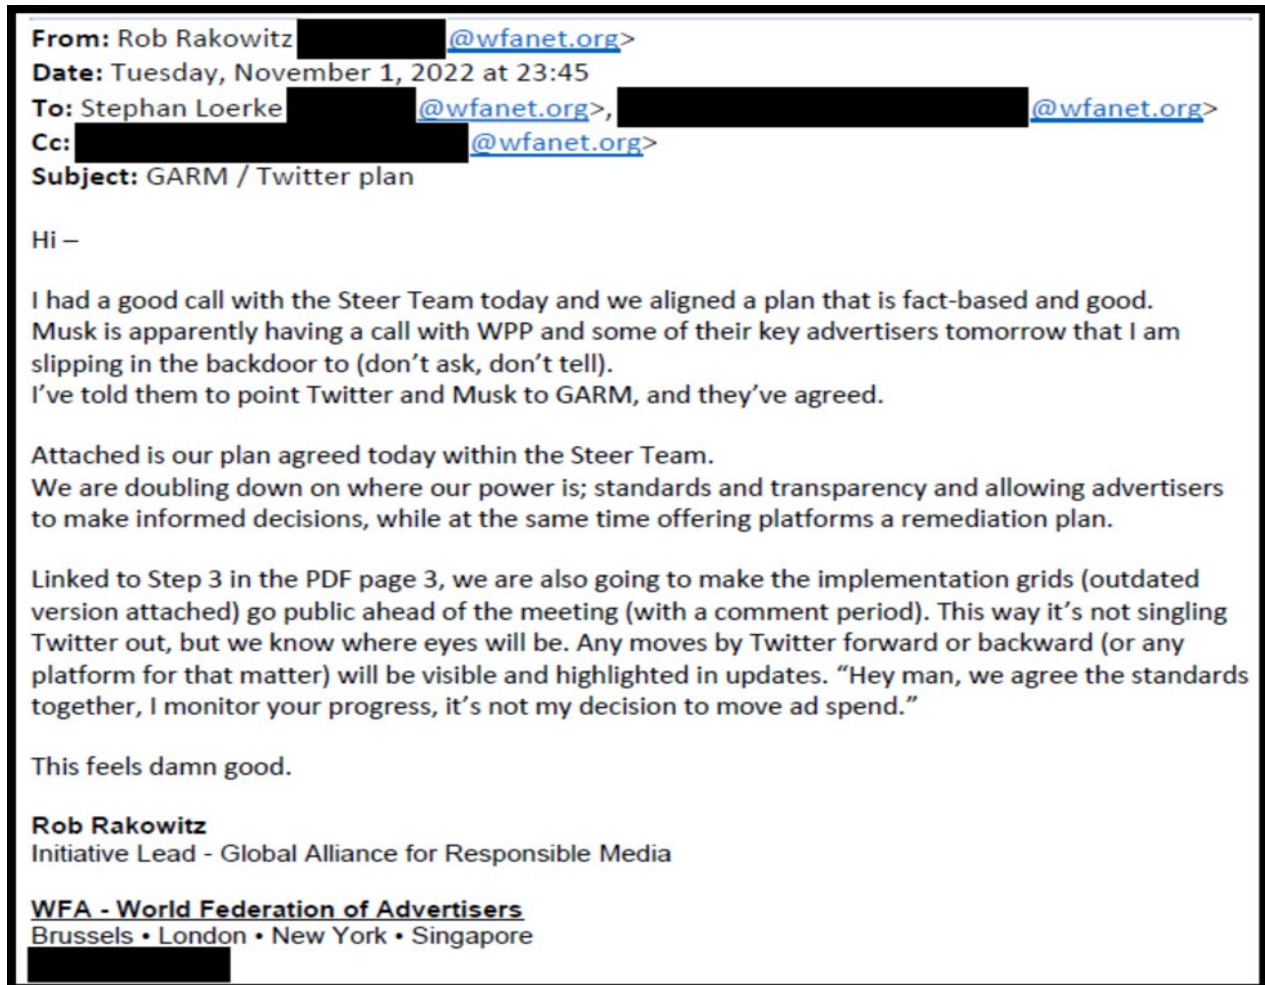 From: Rob Rakowitz @wfanet.org>
Date: Tuesday, November 1, 2022 at 23:45
To: Stephan Loerke @wfanet.org>, @wfanet.org>
Cc: @wfanet.org>
Subject: GARM / Twitter plan
Hi –
I had a good call with the Steer Team today and we aligned a plan that is fact-based and good.
Musk is apparently having a call with WPP and some of their key advertisers tomorrow that I am
slipping in the backdoor to (don’t ask, don’t tell).
I’ve told them to point Twitter and Musk to GARM, and they’ve agreed.
Attached is our plan agreed today within the Steer Team.
We are doubling down on where our power is; standards and transparency and allowing advertisers
to make informed decisions, while at the same time offering platforms a remediation plan.
Linked to Step 3 in the PDF page 3, we are also going to make the implementation grids (outdated
version attached) go public ahead of the meeting (with a comment period). This way it’s not singling
Twitter out, but we know where eyes will be. Any moves by Twitter forward or backward (or any
platform for that matter) will be visible and highlighted in updates. “Hey man, we agree the standards
together, I monitor your progress, it’s not my decision to move ad spend.”
This feels damn good.
Rob Rakowitz
Initiative Lead - Global Alliance for Responsible Media
WFA - World Federation of Advertisers
Brussels • London • New York • Singapore